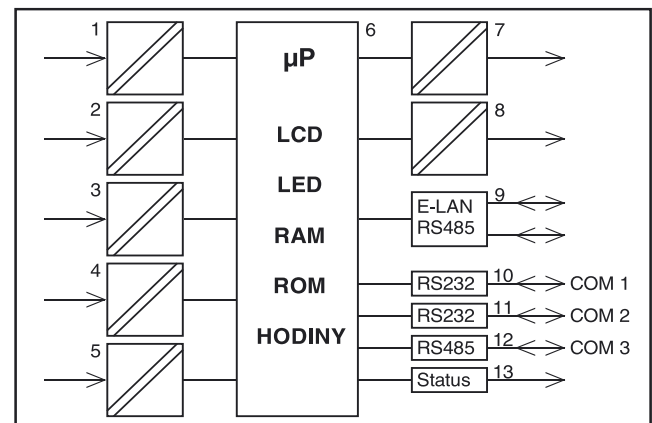 1
6
7
µP
2
8
LCD
LED
3
9
E-LAN
RS485
RAM
4
ROM
RS232
10
COM 1
RS232
11
COM 2
HODINY
5
RS485
12
COM 3
Status
13